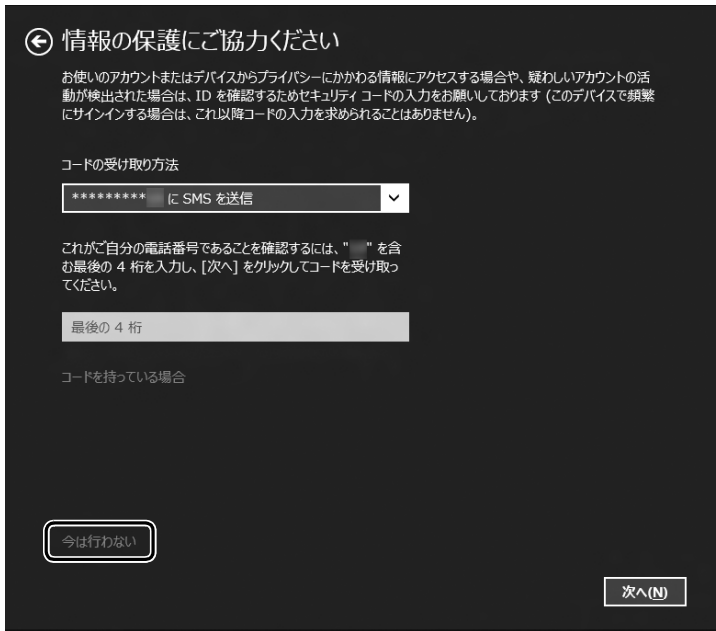 情報の保護にご協力ください
お使いのアカウントまたはデバイスからプライバシーにかかわる情報にアクセスする場合や、疑わしいアカウントの活
動が検出された場合は、ID を確認するためセキュリティ コードの入力をお願いしております (このデバイスで頻繁
にサインインする場合は、これ以降コードの入力を求められることはありません)。
コードの受け取り方法
********* に SMS を送信
これがご自分の電話番号であることを確認するには、" " を含
む最後の 4 桁を入力し、[次へ] をクリックしてコードを受け取っ
てください。
最後の 4 桁
コードを持っている場合
今は行わない
次へ(N)